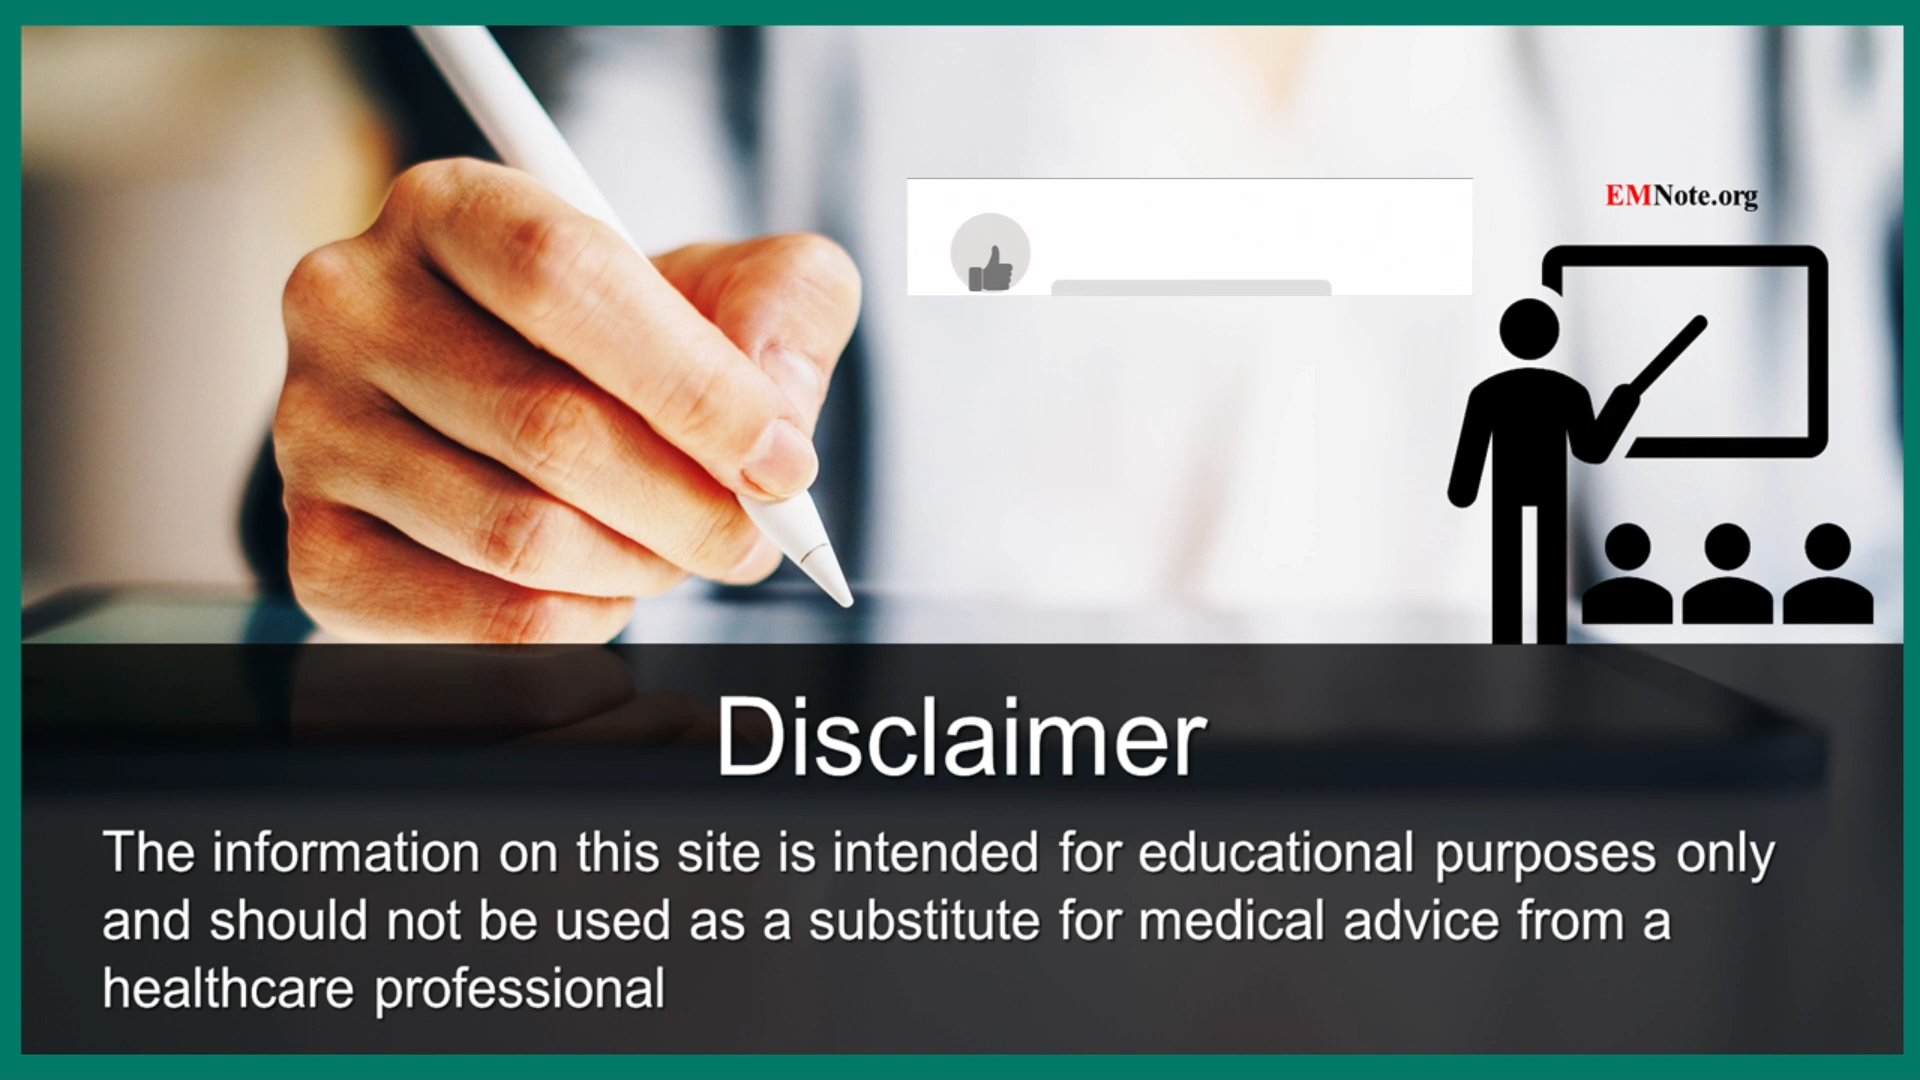 EMNote.org
Disclaimer
The information on this site is intended for educational purposes only
and should not be used as a substitute for medical advice from a
healthcare professional